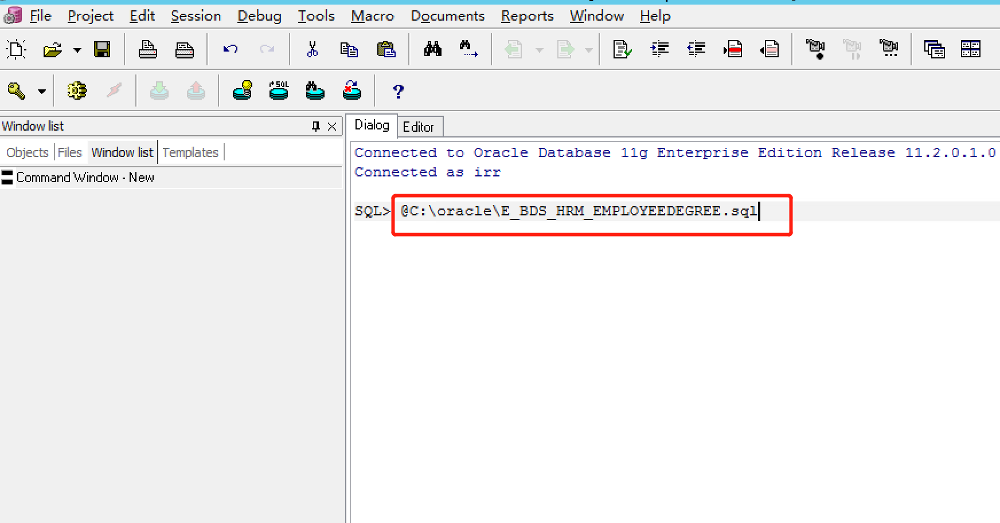 File Project Edit Session Debug Tools Macro Documents Reports Window Help
SQL
?
Window list
Objects Files Window list Templates
Command Window - New
Dialog Editor
Connected to Oracle Database 11g Enterprise Edition Release 11.2.0.1.0
Connected as irr
SQL> @C:\oracle\E_BDS_HRM_EMPLOYEEDEGREE.sql